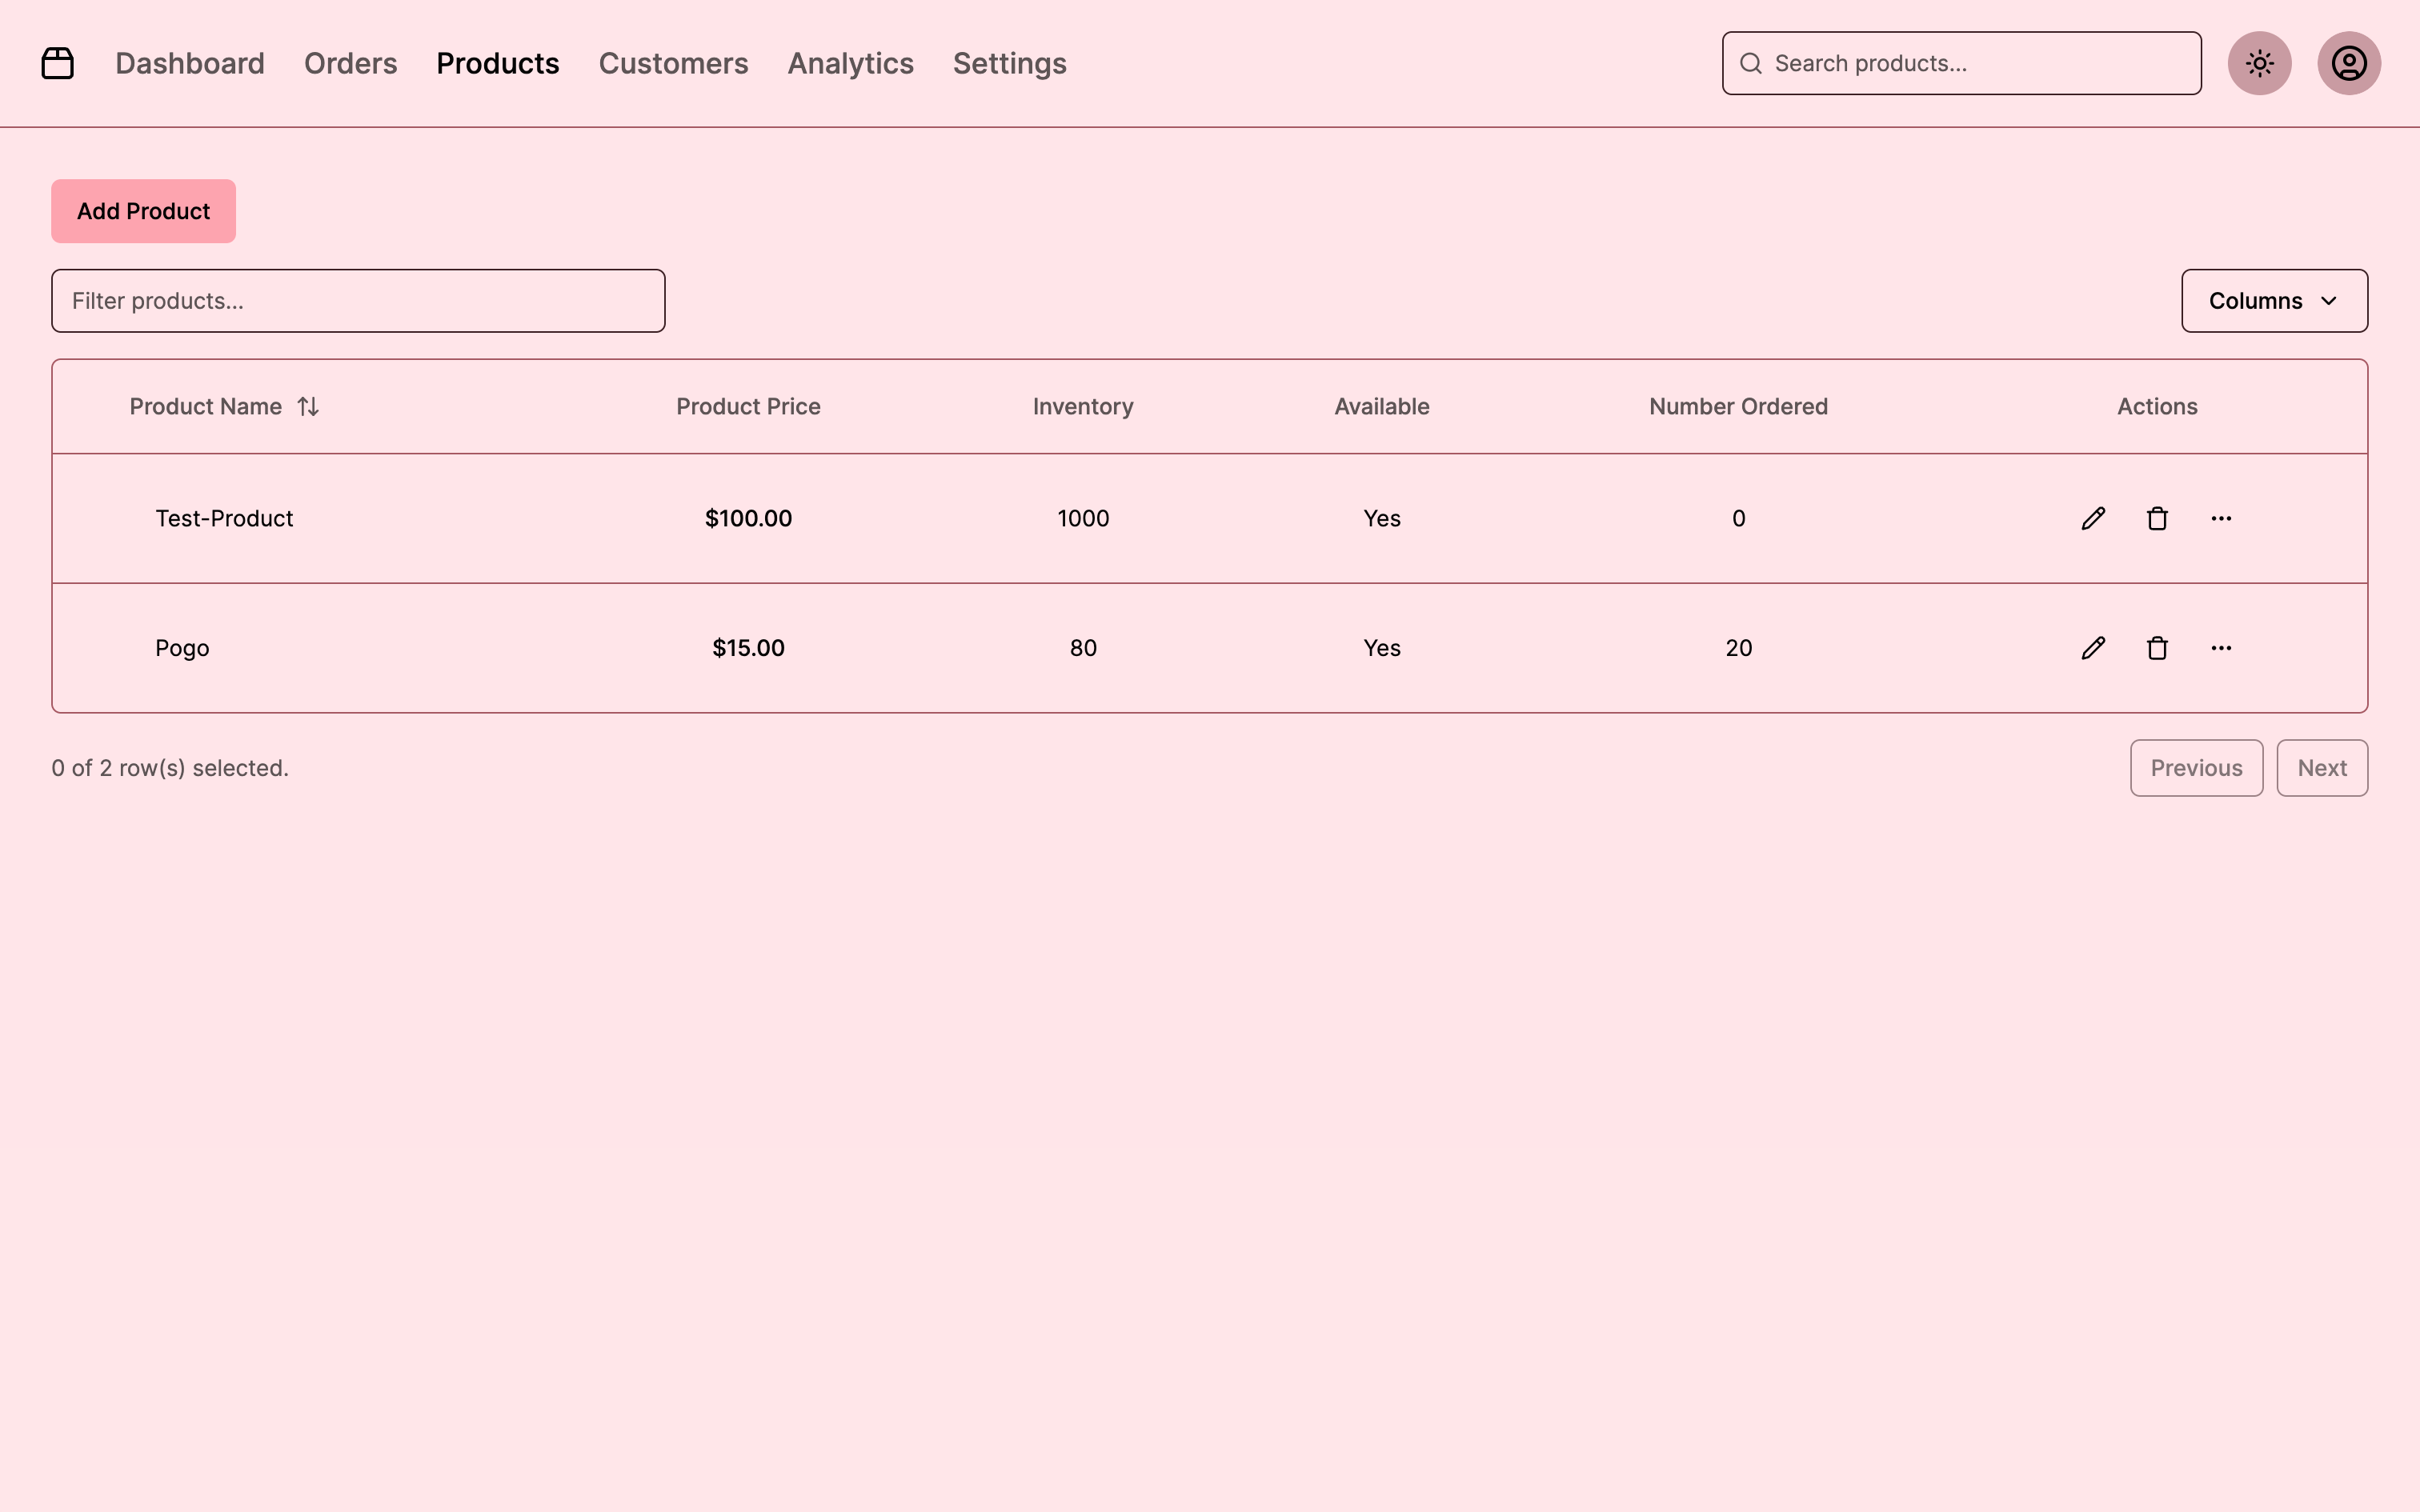 Dashboard Orders Products Customers Analytics Settings Search products...
Add Product
Filter products... Columns
Product Name Product Price Inventory Available Number Ordered Actions
Test-Product $100.00 1000 Yes 0
Pogo $15.00 80 Yes 20
0 of 2 row(s) selected. Previous Next